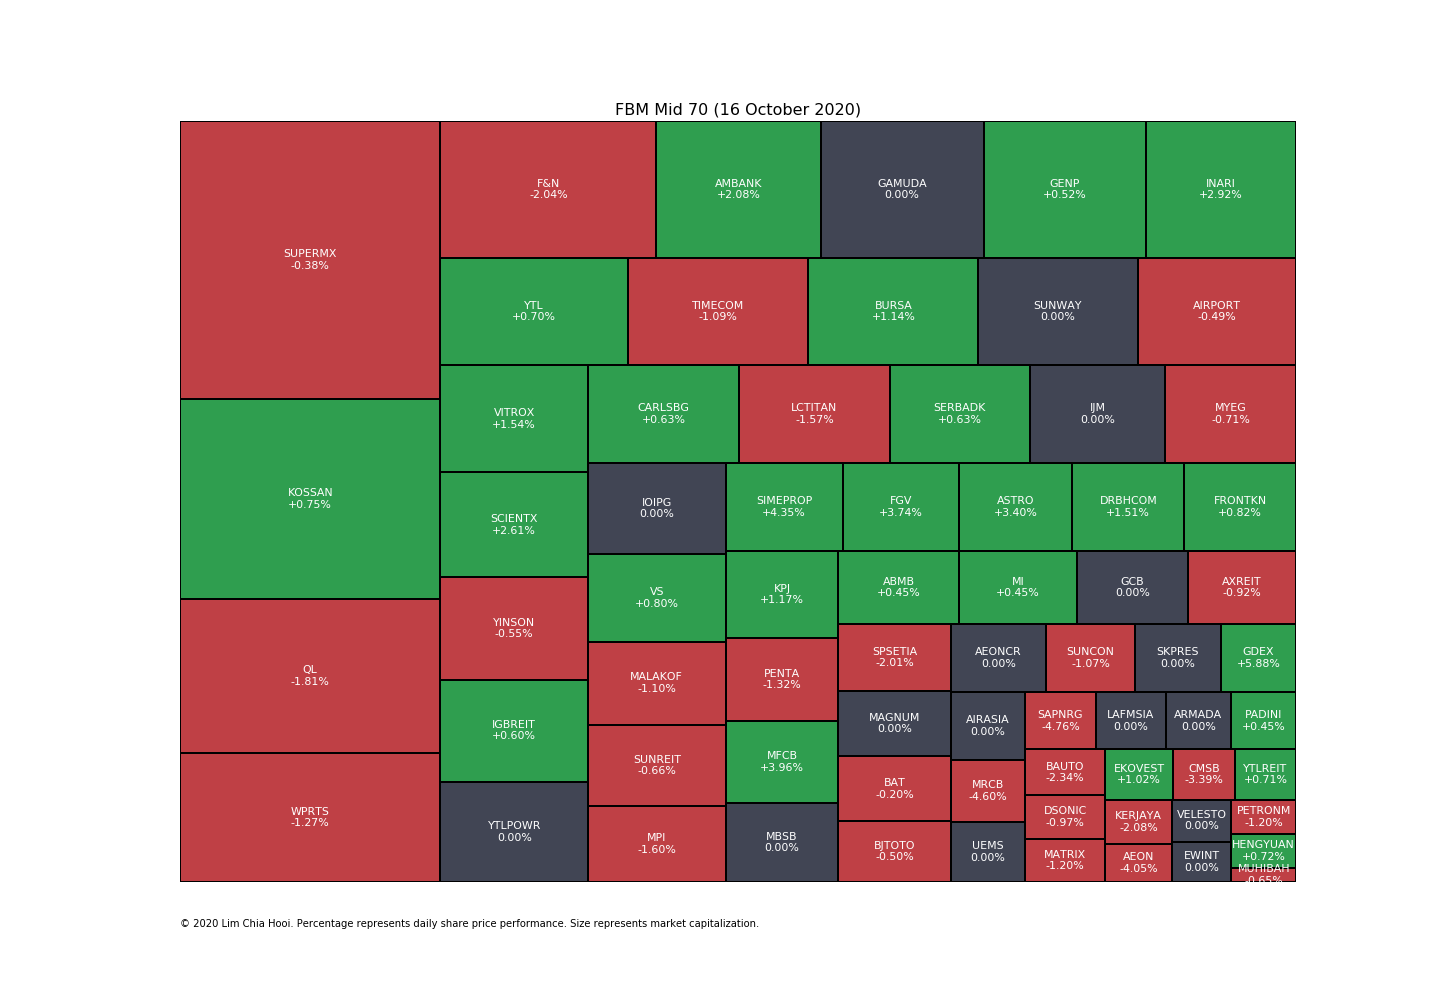 FBM Mid 70 (16 October 2020)
SUPERMX
-0.38%
KOSSAN
+0.75%
QL
-1.81%
WPRTS
-1.27%
F&N
-2.04%
AMBANK
+2.08%
GAMUDA
0.00%
GENP
+0.52%
INARI
+2.92%
YTL
+0.70%
TIMECOM
-1.09%
BURSA
+1.14%
SUNWAY
0.00%
AIRPORT
-0.49%
VITROX
+1.54%
SCIENTX
+2.61%
YINSON
-0.55%
IGBREIT
+0.60%
YTLPOWR
0.00%
CARLSBG
+0.63%
LCTITAN
-1.57%
SERBADK
+0.63%
IJM
0.00%
MYEG
-0.71%
IOIPG
0.00%
VS
+0.80%
MALAKOF
-1.10%
SUNREIT
-0.66%
MPI
-1.60%
SIMEPROP
+4.35%
FGV
+3.74%
ASTRO
+3.40%
DRBHCOM
+1.51%
FRONTKN
+0.82%
KPJ
+1.17%
PENTA
-1.32%
MFCB
+3.96%
MBSB
0.00%
ABMB
+0.45%
MI
+0.45%
GCB
0.00%
AXREIT
-0.92%
SPSETIA
-2.01%
MAGNUM
0.00%
BAT
-0.20%
BJTOTO
-0.50%
AEONCR
0.00%
SUNCON
-1.07%
SKPRES
0.00%
GDEX
+5.88%
AIRASIA
0.00%
MRCB
-4.60%
UEMS
0.00%
SAPNRG
-4.76%
LAFMSIA
0.00%
ARMADA
0.00%
PADINI
+0.45%
BAUTO
-2.34%
DSONIC
-0.97%
MATRIX
-1.20%
EKOVEST
+1.02%
CMSB
-3.39%
YTLREIT
+0.71%
KERJAYA
-2.08%
AEON
-4.05%
VELESTO
0.00%
EWINT
0.00%
PETRONM
-1.20%
HENGYUAN
+0.72%
MUHIBAH
-0.65%
© 2020 Lim Chia Hooi. Percentage represents daily share price performance. Size represents market capitalization.